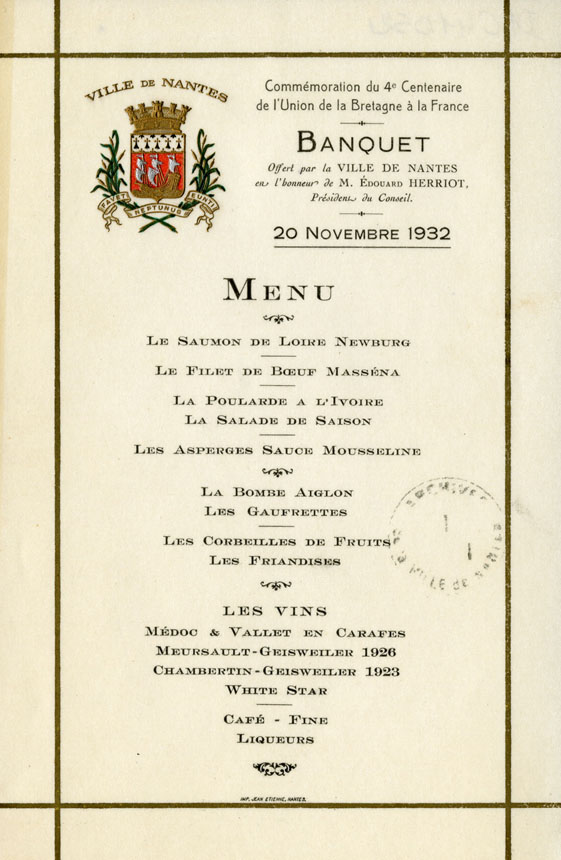 VILLE DE NANTES
FAVET NEPTUNUS EUNTI
Commémoration du 4e Centenaire
de l'Union de la Bretagne à la France
BANQUET
Offert par la VILLE DE NANTES
en l'honneur de M. ÉDOUARD HERRIOT,
Président du Conseil.
20 NOVEMBRE 1932
MENU
LE SAUMON DE LOIRE NEWBURG
LE FILET DE BŒUF MASSÉNA
LA POULARDE A L'IVOIRE
LA SALADE DE SAISON
LES ASPERGES SAUCE MOUSSELINE
LA BOMBE AIGLON
LES GAUFRETTES
LES CORBEILLES DE FRUITS
LES FRIANDISES
LES VINS
MÉDOC & VALLET EN CARAFES
MEURSAULT-GEISWEILER 1926
CHAMBERTIN-GEISWEILER 1923
WHITE STAR
CAFÉ - FINE
LIQUEURS
IMP. JEAN ETIENNE, NANTES.